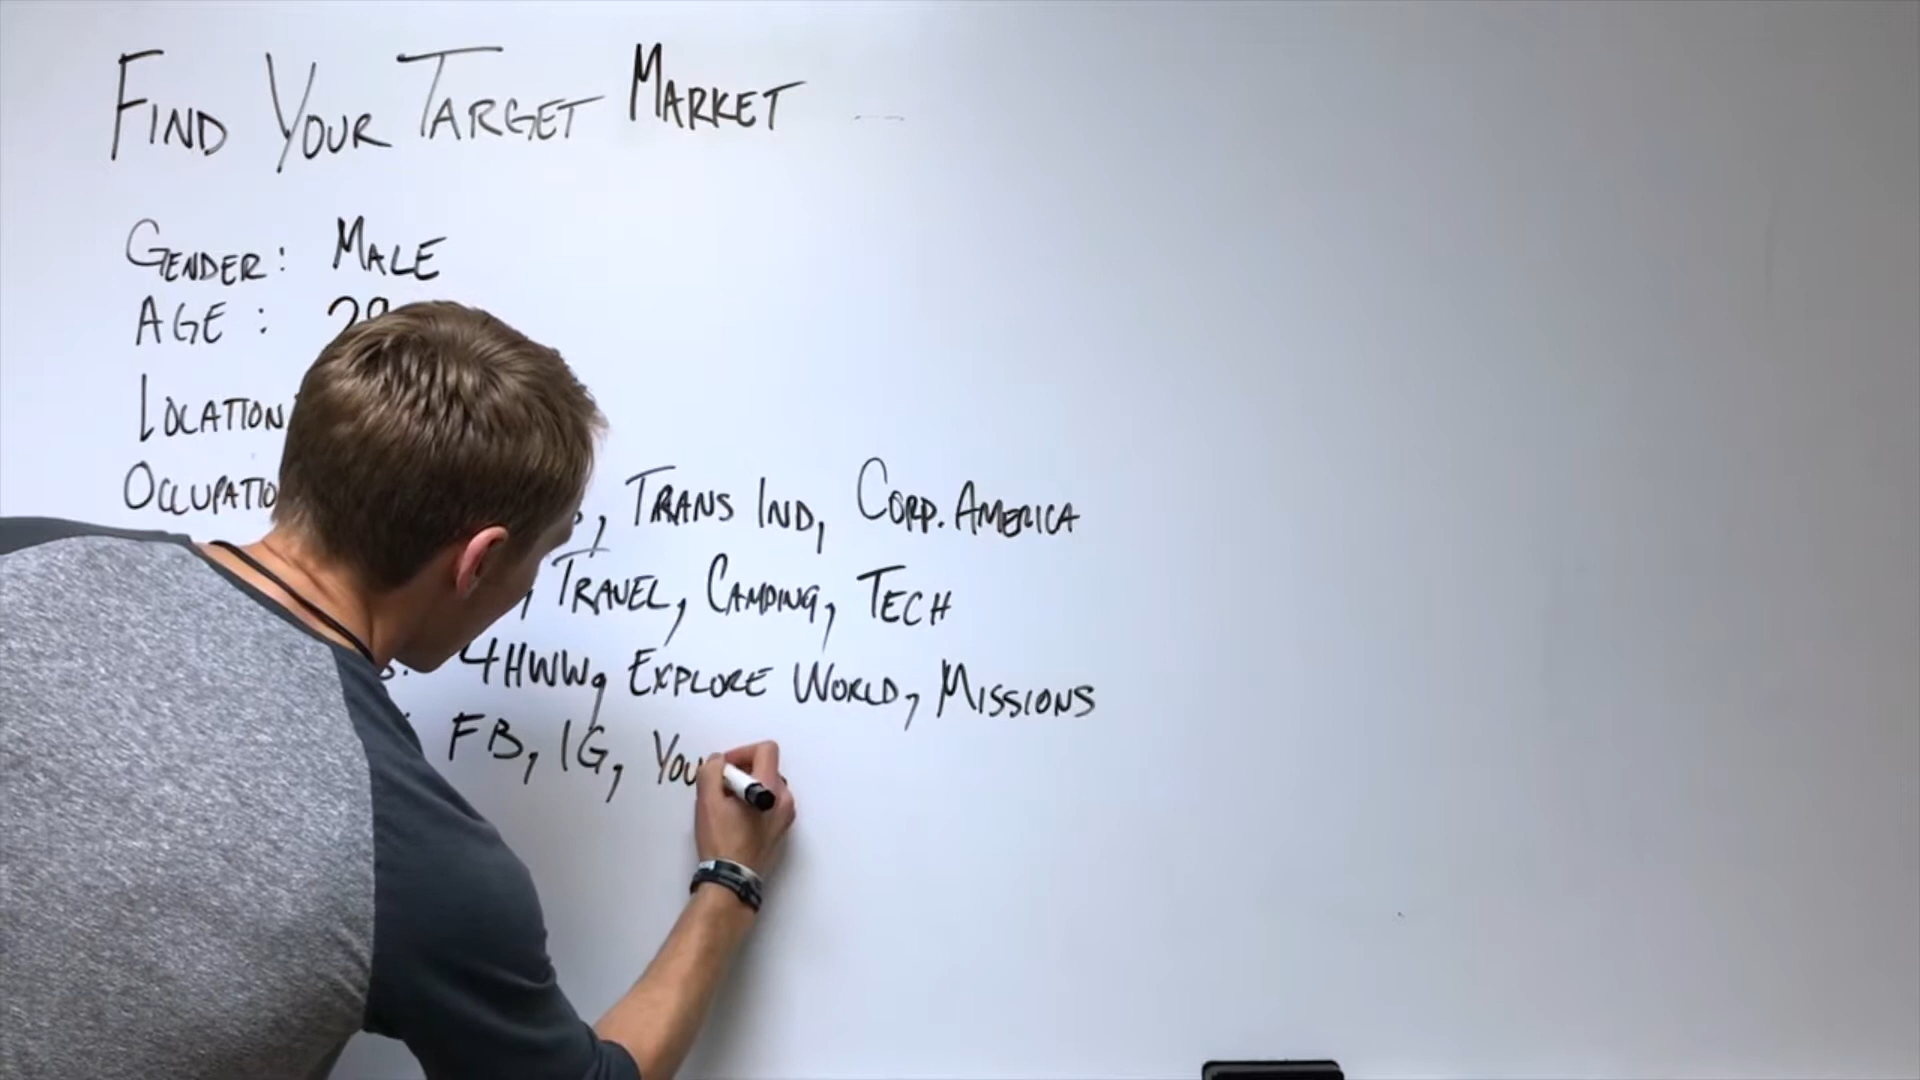 FIND YOUR TARGET MARKET
GENDER: MALE
AGE:
LOCATION
TRANS IND, CORP. AMERICA
TRAVEL, CAMPING, TECH
4HWW, EXPLORE WORLD, MISSIONS
FB, IG,